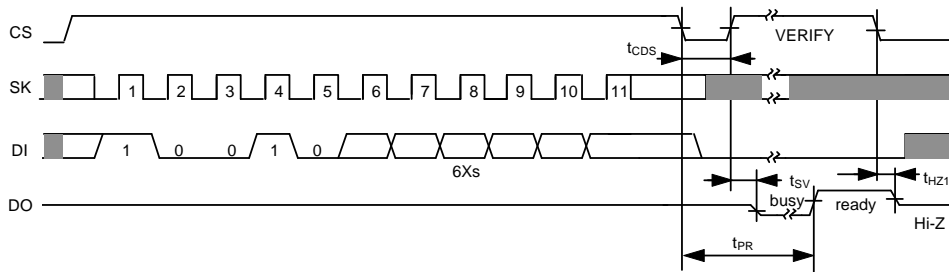 CS
VERIFY
tCDS
SK
1 2 3 4 5 6 7 8 9 10 11
DI
1 0 0 1 0
6Xs
tSV
tHZ1
DO
busy
ready
Hi-Z
tPR